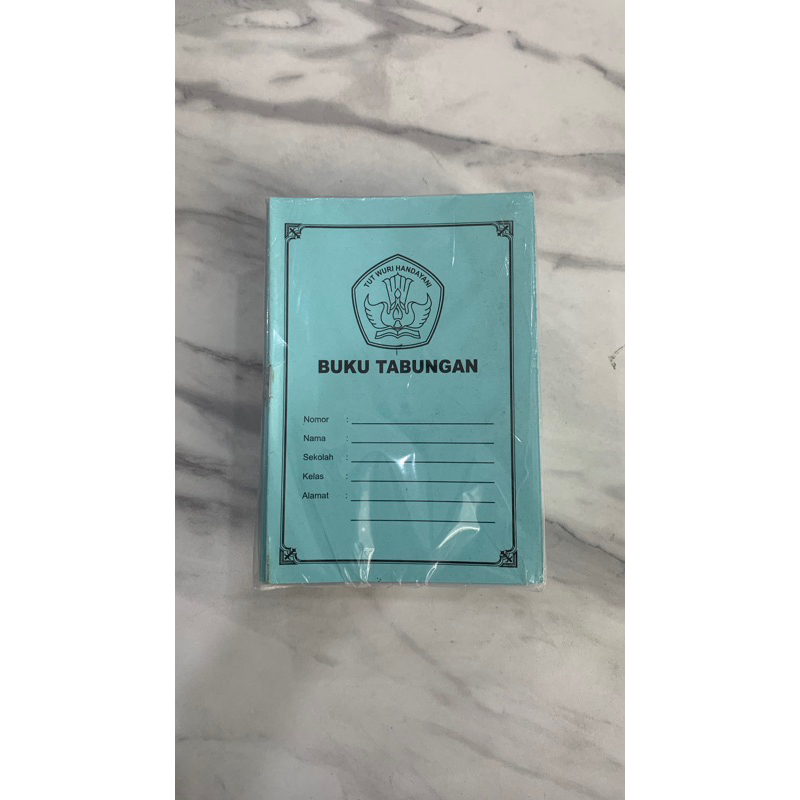 TUT WURI HANDAYANI
BUKU TABUNGAN
Nomor :
Nama :
Sekolah :
Kelas :
Alamat :